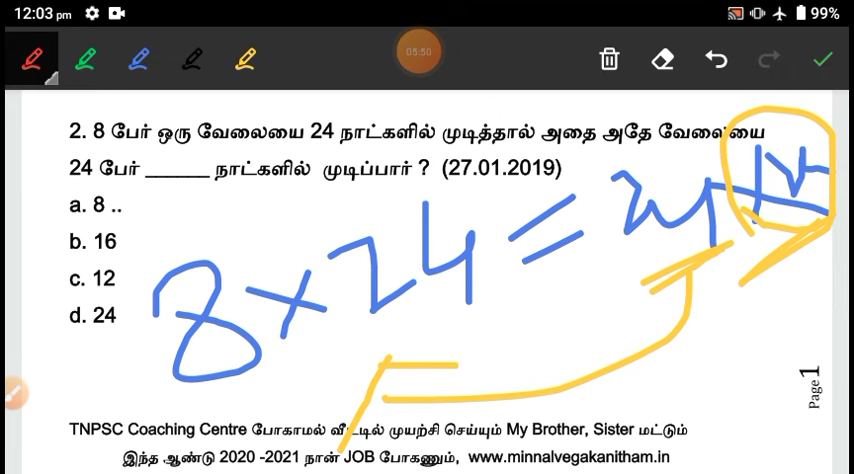 12:03 pm
99%
05:50
2. 8 பேர் ஒரு வேலையை 24 நாட்களில் முடித்தால் அதை அதே வேலையை
24 பேர் ______ நாட்களில் முடிப்பார் ? (27.01.2019)
a. 8 ..
b. 16
c. 12
d. 24
8 × 24 = 24
Page 1
TNPSC Coaching Centre போகாமல் வீட்டில் முயற்சி செய்யும் My Brother, Sister மட்டும்
இந்த ஆண்டு 2020 -2021 நான் JOB போகணும், www.minnalvegakanitham.in